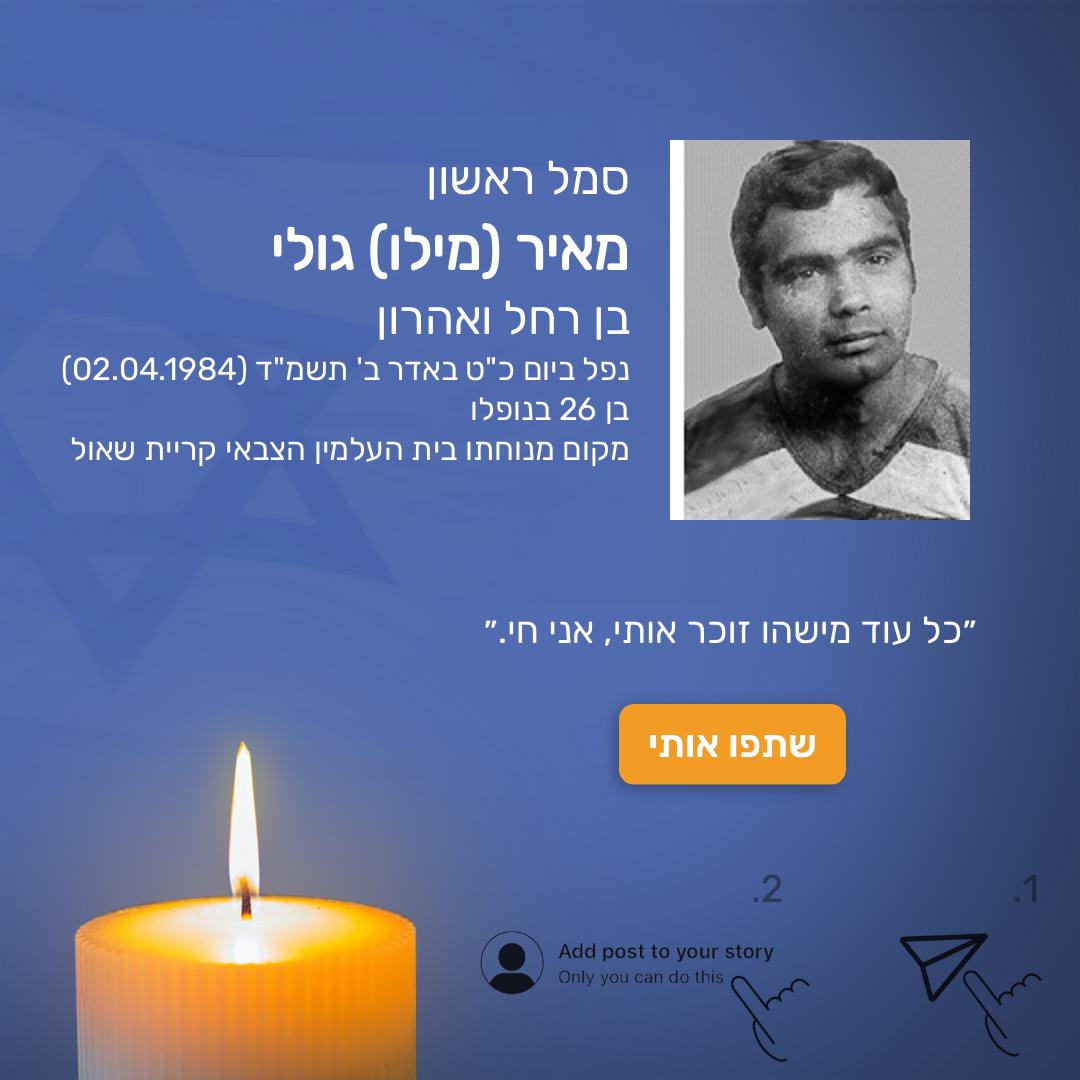 סמל ראשון
מאיר (מילו) גולי
בן רחל ואהרון
נפל ביום כ"ט באדר ב' תשמ"ד (02.04.1984)
בן 26 בנופלו
מקום מנוחתו בית העלמין הצבאי קריית שאול
״כל עוד מישהו זוכר אותי, אני חי.״
שתפו אותי
1.
2.
Add post to your story
Only you can do this